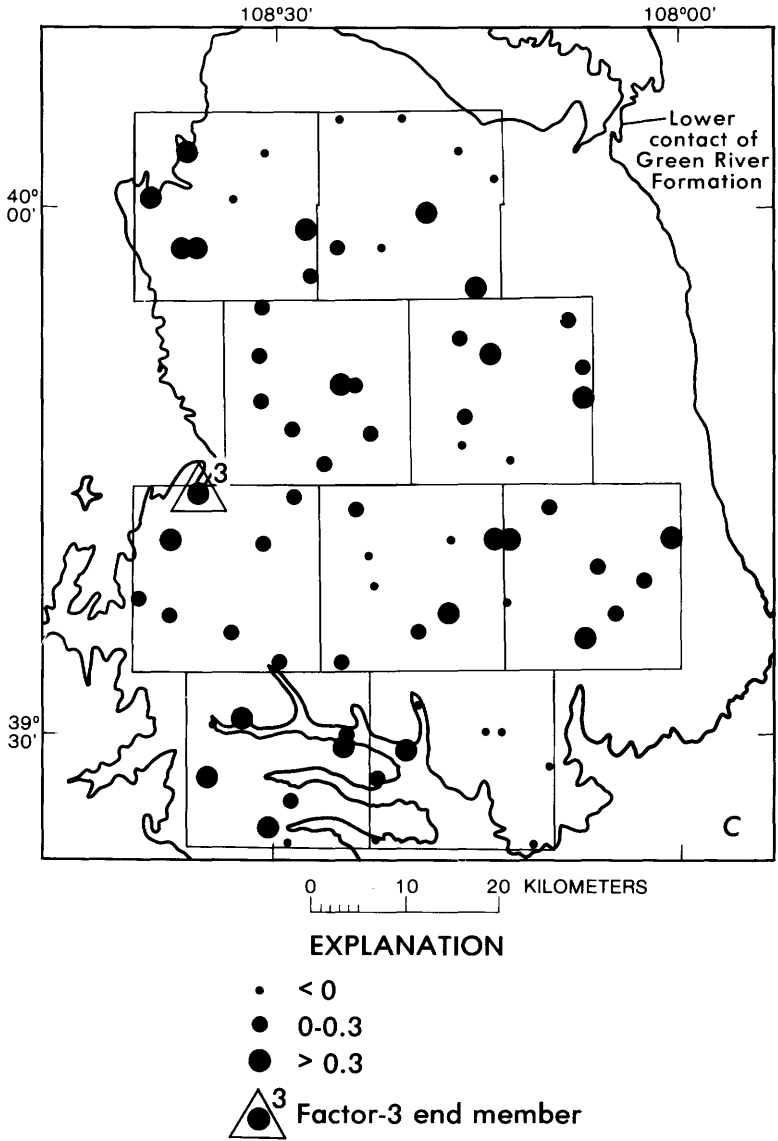 108°30'
108°00'
Lower
contact of
Green River
Formation
40°
00'
3
39°
30'
C
0 10 20 KILOMETERS
EXPLANATION
< 0
0-0.3
> 0.3
3
Factor-3 end member